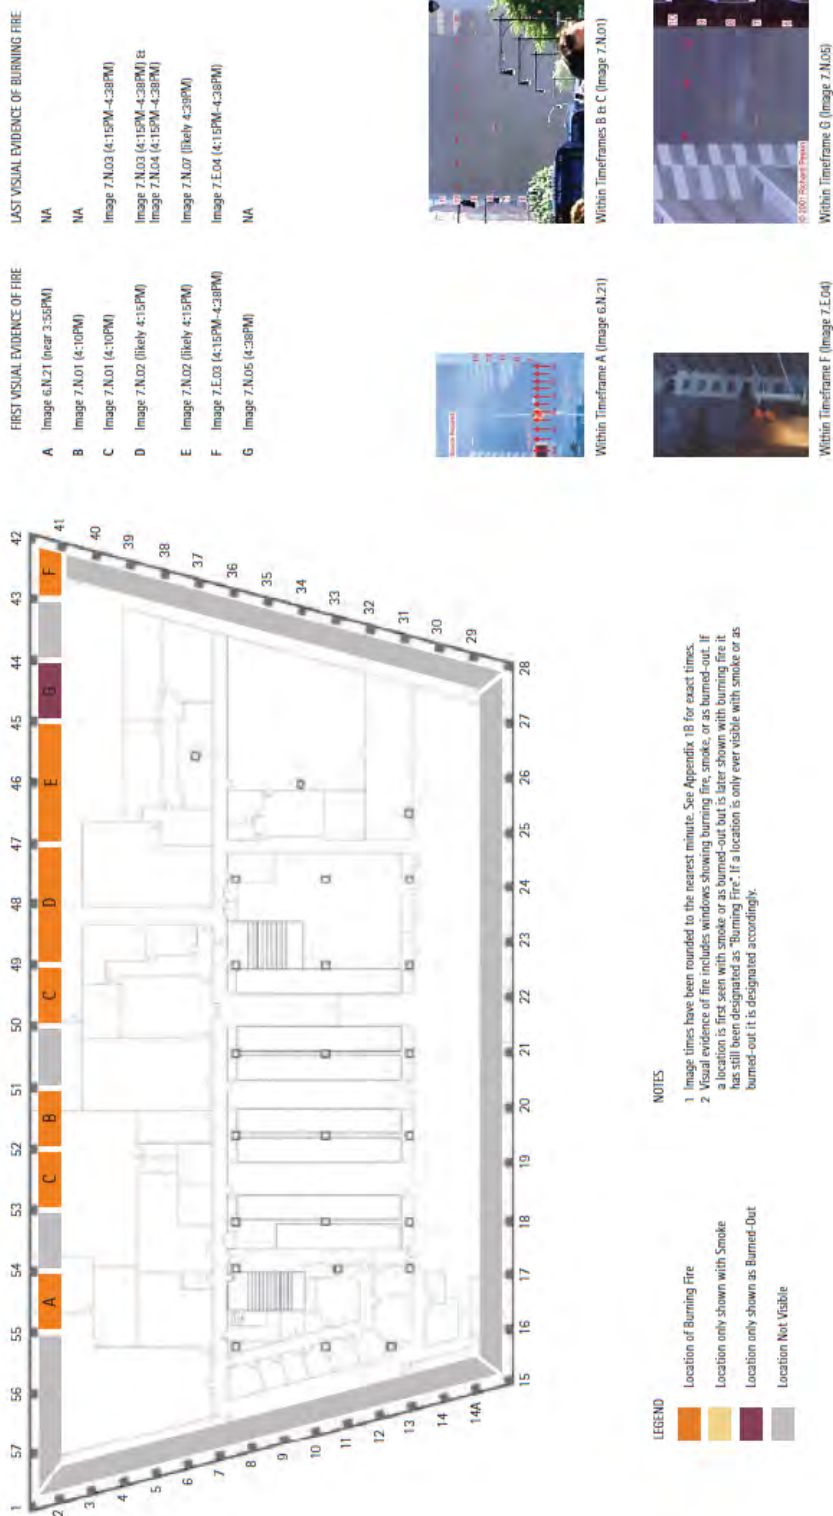 FIRST VISUAL EVIDENCE OF FIRE
LAST VISUAL EVIDENCE OF BURNING FIRE
A Image 6.N.21 (near 3:55PM) NA
B Image 7.N.01 (4:10PM) NA
C Image 7.N.01 (4:10PM) Image 7.N.03 (4:15PM-4:38PM)
D Image 7.N.02 (likely 4:15PM) Image 7.N.03 (4:15PM-4:38PM) &
Image 7.N.04 (4:15PM-4:38PM)
E Image 7.N.02 (likely 4:15PM) Image 7.N.07 (likely 4:39PM)
F Image 7.E.03 (4:15PM-4:38PM) Image 7.E.04 (4:15PM-4:38PM)
G Image 7.N.05 (4:38PM) NA
Within Timeframe A (Image 6.N.21)
Within Timeframes B & C (Image 7.N.01)
Within Timeframe F (Image 7.E.04)
Within Timeframe G (Image 7.N.06)
1 57 56 55 54 53 52 51 50 49 48 47 46 45 44 43 42
A C B C D E G F
2 3 4 5 6 7 8 9 10 11 12 13 14 14A
41 40 39 38 37 36 35 34 33 32 31 30 29
15 16 17 18 19 20 21 22 23 24 25 26 27 28
LEGEND
Location of Burning Fire
Location only shown with Smoke
Location only shown as Burned-Out
Location Not Visible
NOTES
1 Image times have been rounded to the nearest minute. See Appendix 1B for exact times.
2 Visual evidence of fire includes windows showing burning fire, smoke, or as burned-out. If
a location is first seen with smoke or as burned-out but is later shown with burning fire it
has still been designated as "Burning Fire". If a location is only ever visible with smoke or as
burned-out it is designated accordingly.